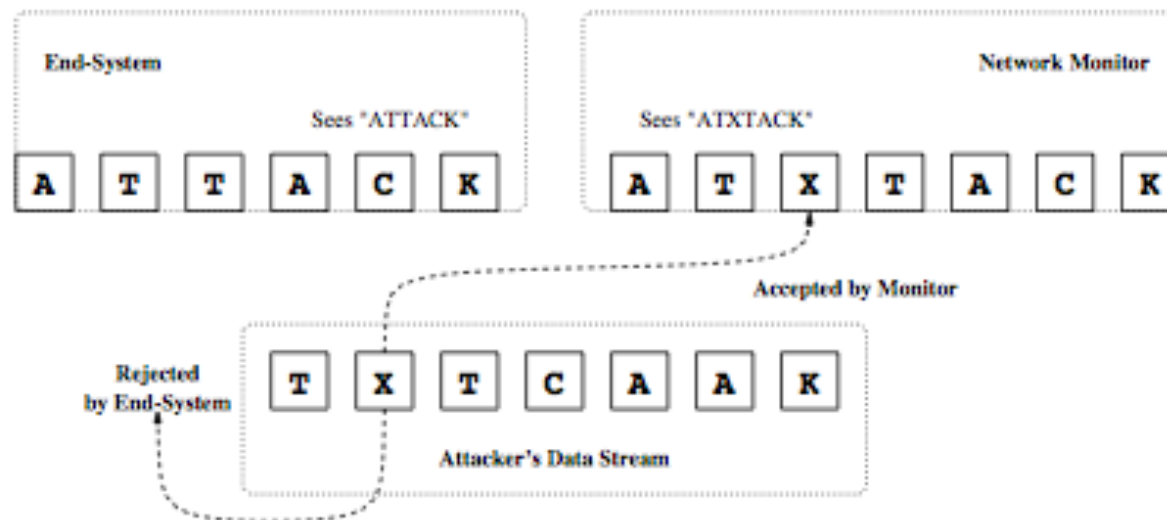 End-System
Network Monitor
Sees "ATTACK"
Sees "ATXTACK"
A T T A C K
A T X T A C K
Accepted by Monitor
Rejected
by End-System
T X T C A A K
Attacker's Data Stream